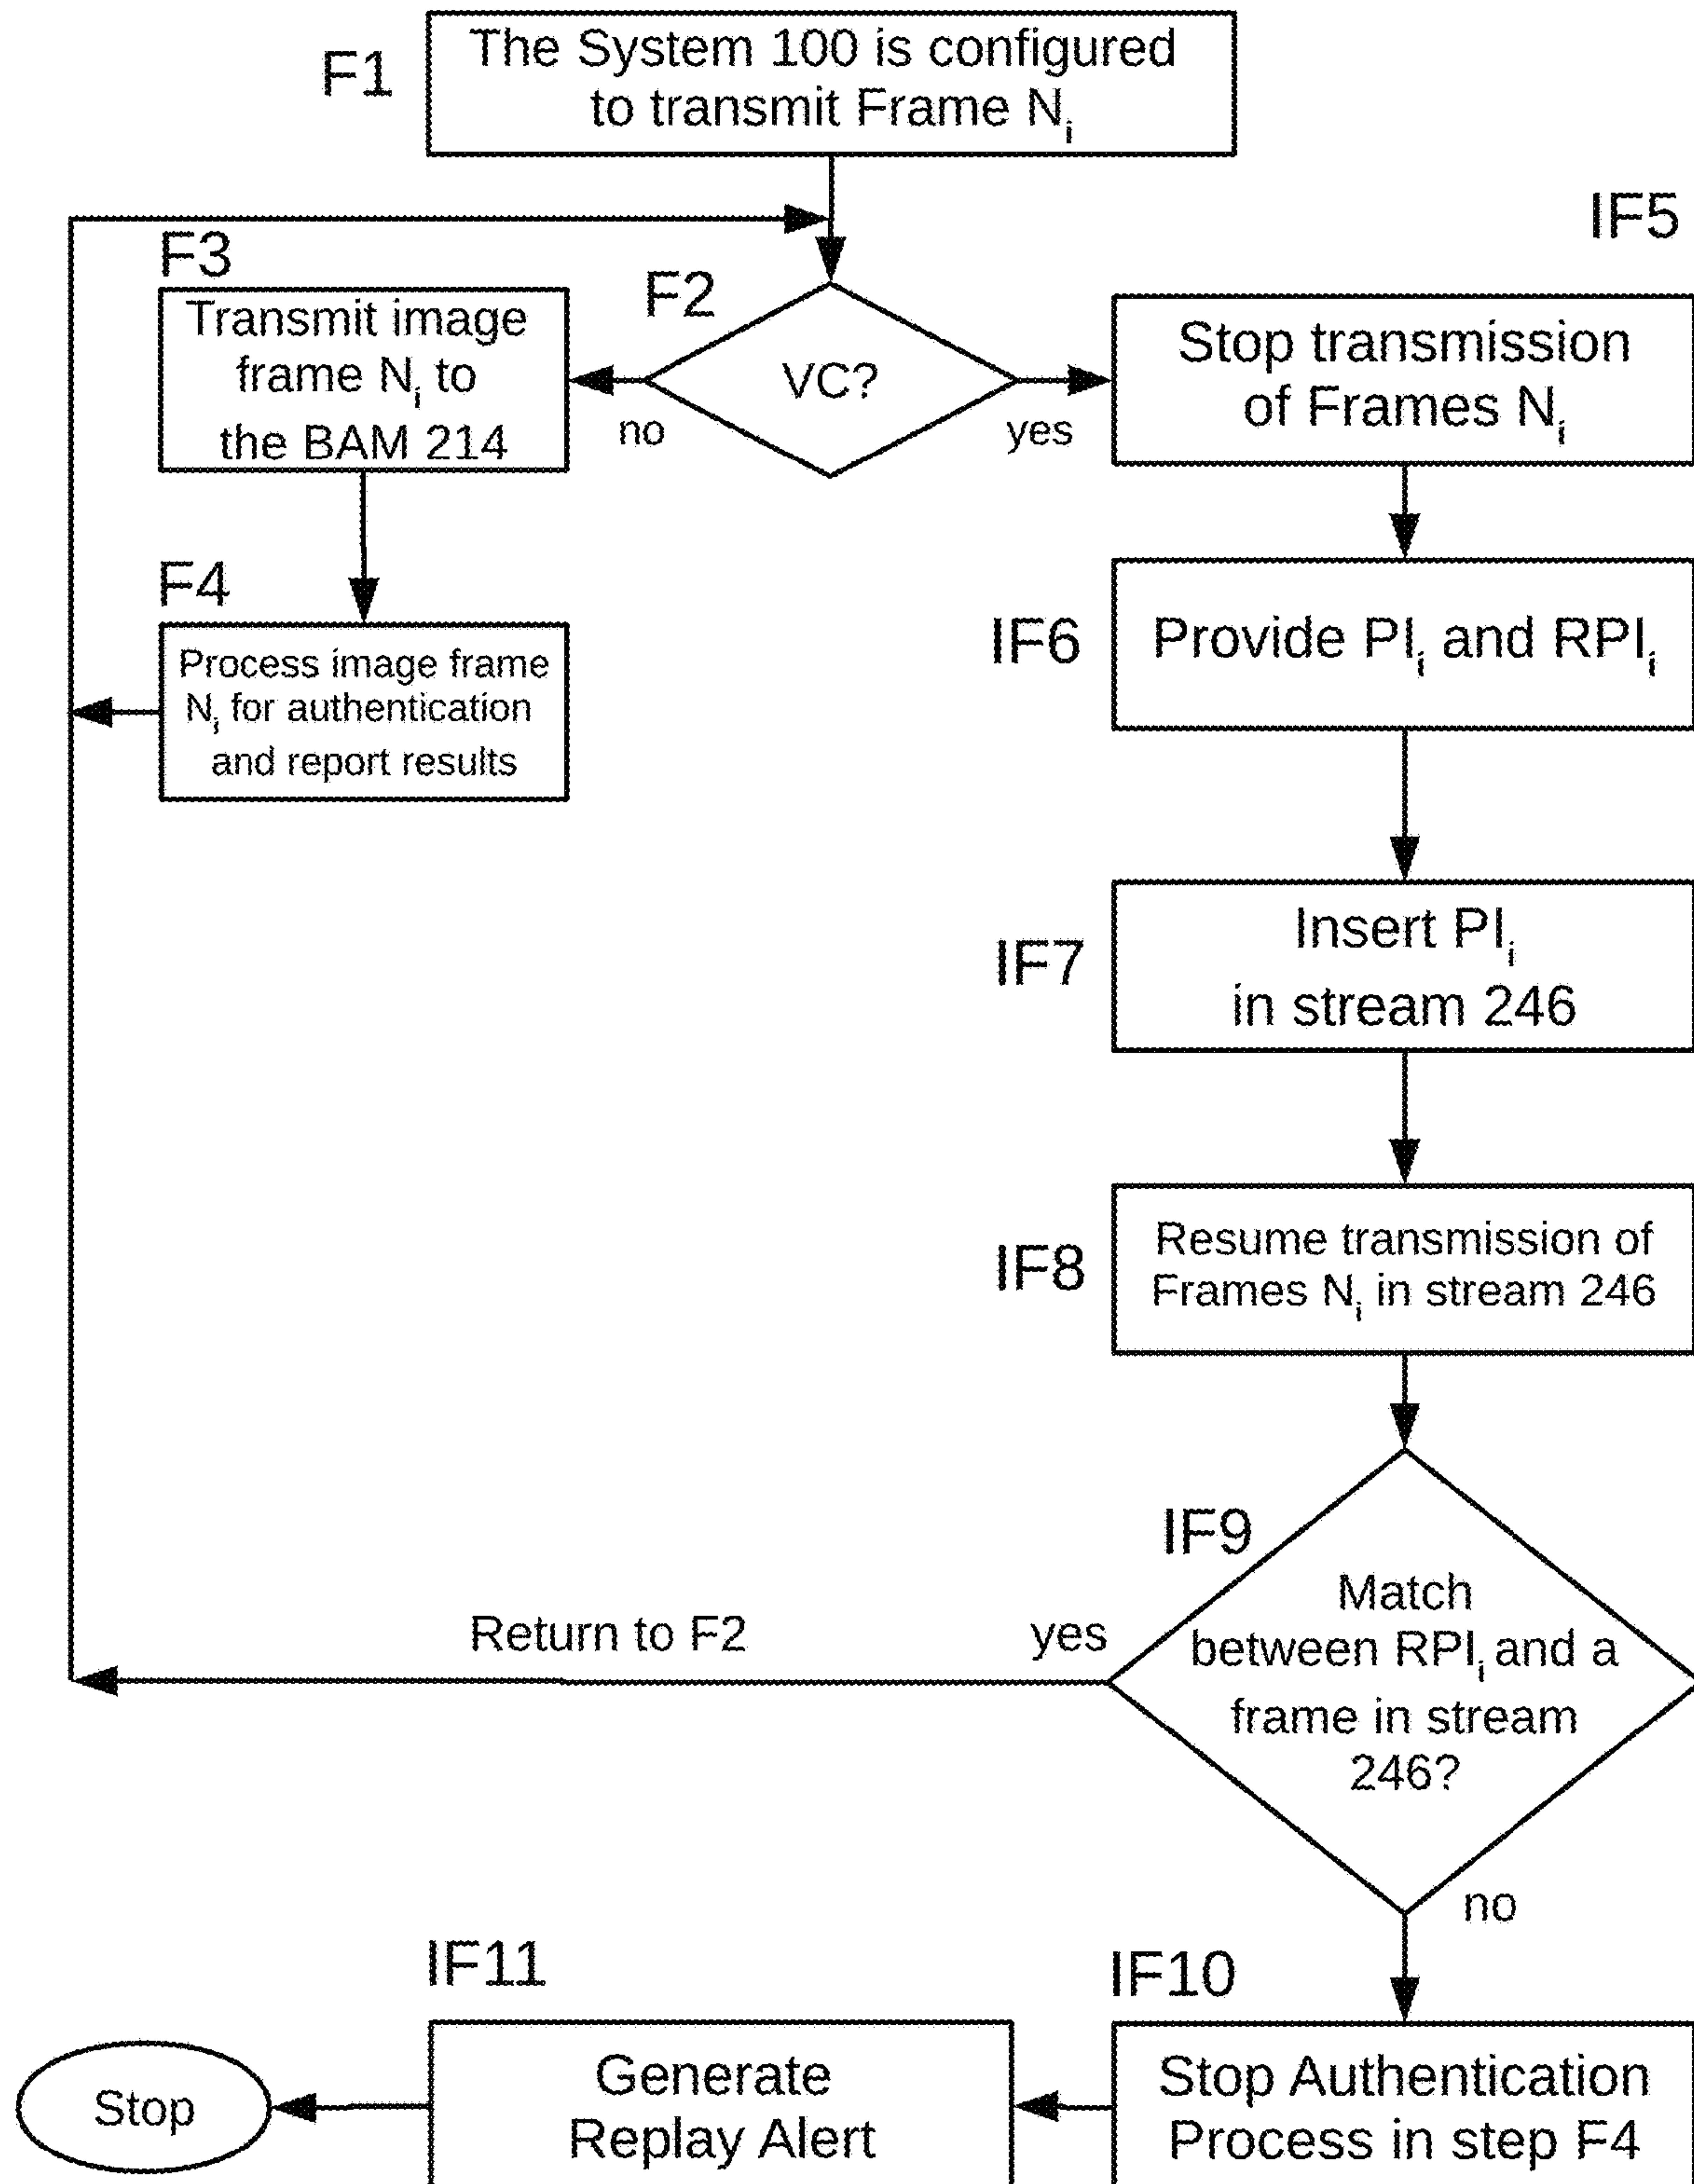 F1
The System 100 is configured
to transmit Frame Nᵢ
IF5
F3
Transmit image
frame Nᵢ to
the BAM 214
F2
VC?
no
yes
Stop transmission
of Frames Nᵢ
F4
Process image frame
Nᵢ for authentication
and report results
IF6
Provide PIᵢ and RPIᵢ
IF7
Insert PIᵢ
in stream 246
IF8
Resume transmission of
Frames Nᵢ in stream 246
IF9
Match
between RPIᵢ and a
frame in stream
246?
yes
Return to F2
no
IF10
Stop Authentication
Process in step F4
IF11
Generate
Replay Alert
Stop